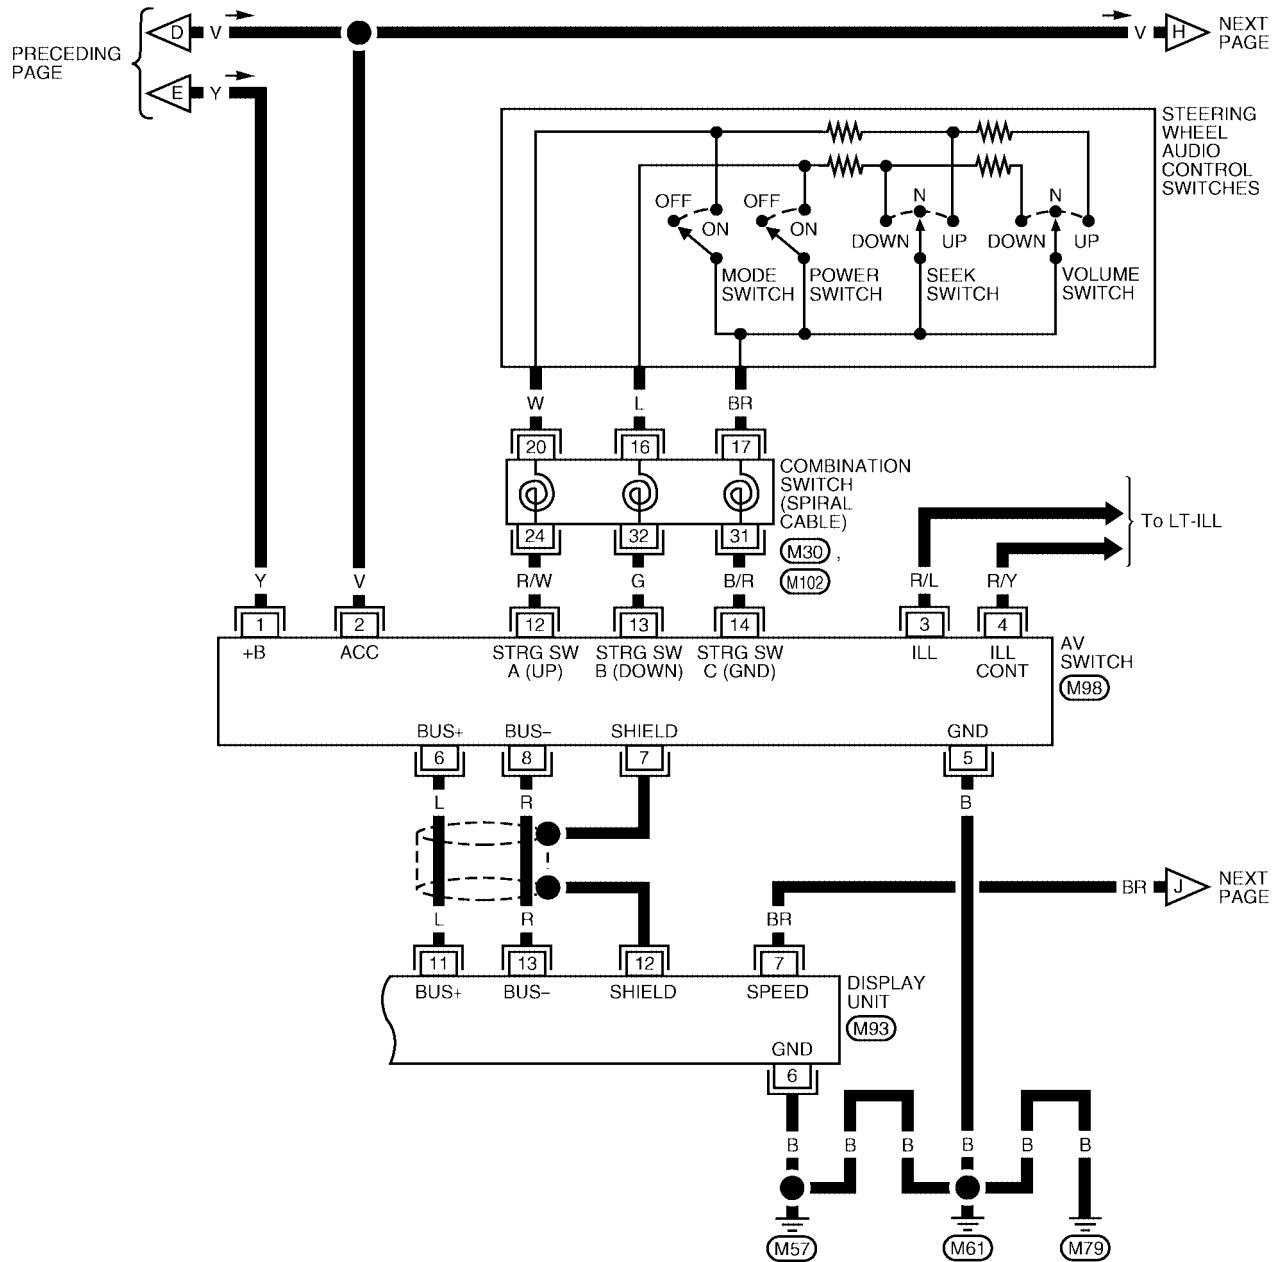 D V V H NEXT
PAGE
PRECEDING
PAGE
E Y
STEERING
WHEEL
AUDIO
CONTROL
SWITCHES
OFF ON
OFF ON
DOWN N UP
DOWN N UP
MODE
SWITCH
POWER
SWITCH
SEEK
SWITCH
VOLUME
SWITCH
W L BR
20 16 17
COMBINATION
SWITCH
(SPIRAL
CABLE)
24 32 31
M30 ,
M102
To LT-ILL
Y V R/W G B/R R/L R/Y
1 2 12 13 14 3 4
+B ACC
STRG SW
A (UP)
STRG SW
B (DOWN)
STRG SW
C (GND)
ILL
ILL
CONT
AV
SWITCH
M98
BUS+ BUS– SHIELD GND
6 8 7 5
L R B
BR J NEXT
PAGE
L R BR
11 13 12 7
BUS+ BUS– SHIELD SPEED
DISPLAY
UNIT
M93
GND
6
B B B B B B
M57 M61 M79